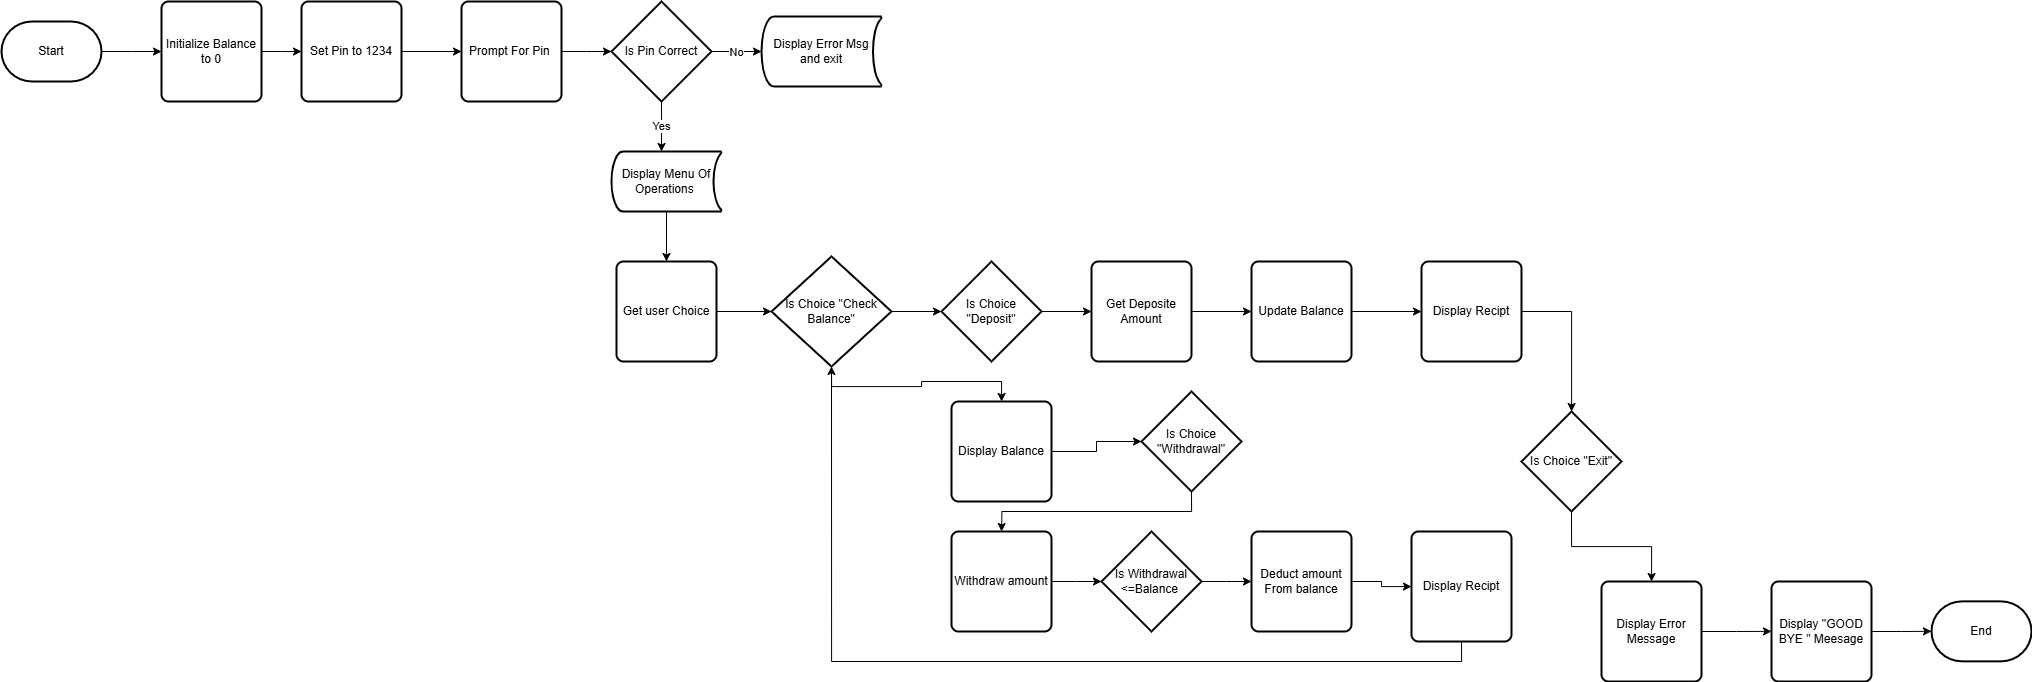 Start
Initialize Balance
to 0
Set Pin to 1234
Prompt For Pin
Is Pin Correct
No
Display Error Msg
and exit
Yes
Display Menu Of
Operations
Get user Choice
Is Choice "Check
Balance"
Is Choice
"Deposit"
Get Deposite
Amount
Update Balance
Display Recipt
Display Balance
Is Choice
"Withdrawal"
Is Choice "Exit"
Withdraw amount
Is Withdrawal
<=Balance
Deduct amount
From balance
Display Recipt
Display Error
Message
Display "GOOD
BYE " Meesage
End